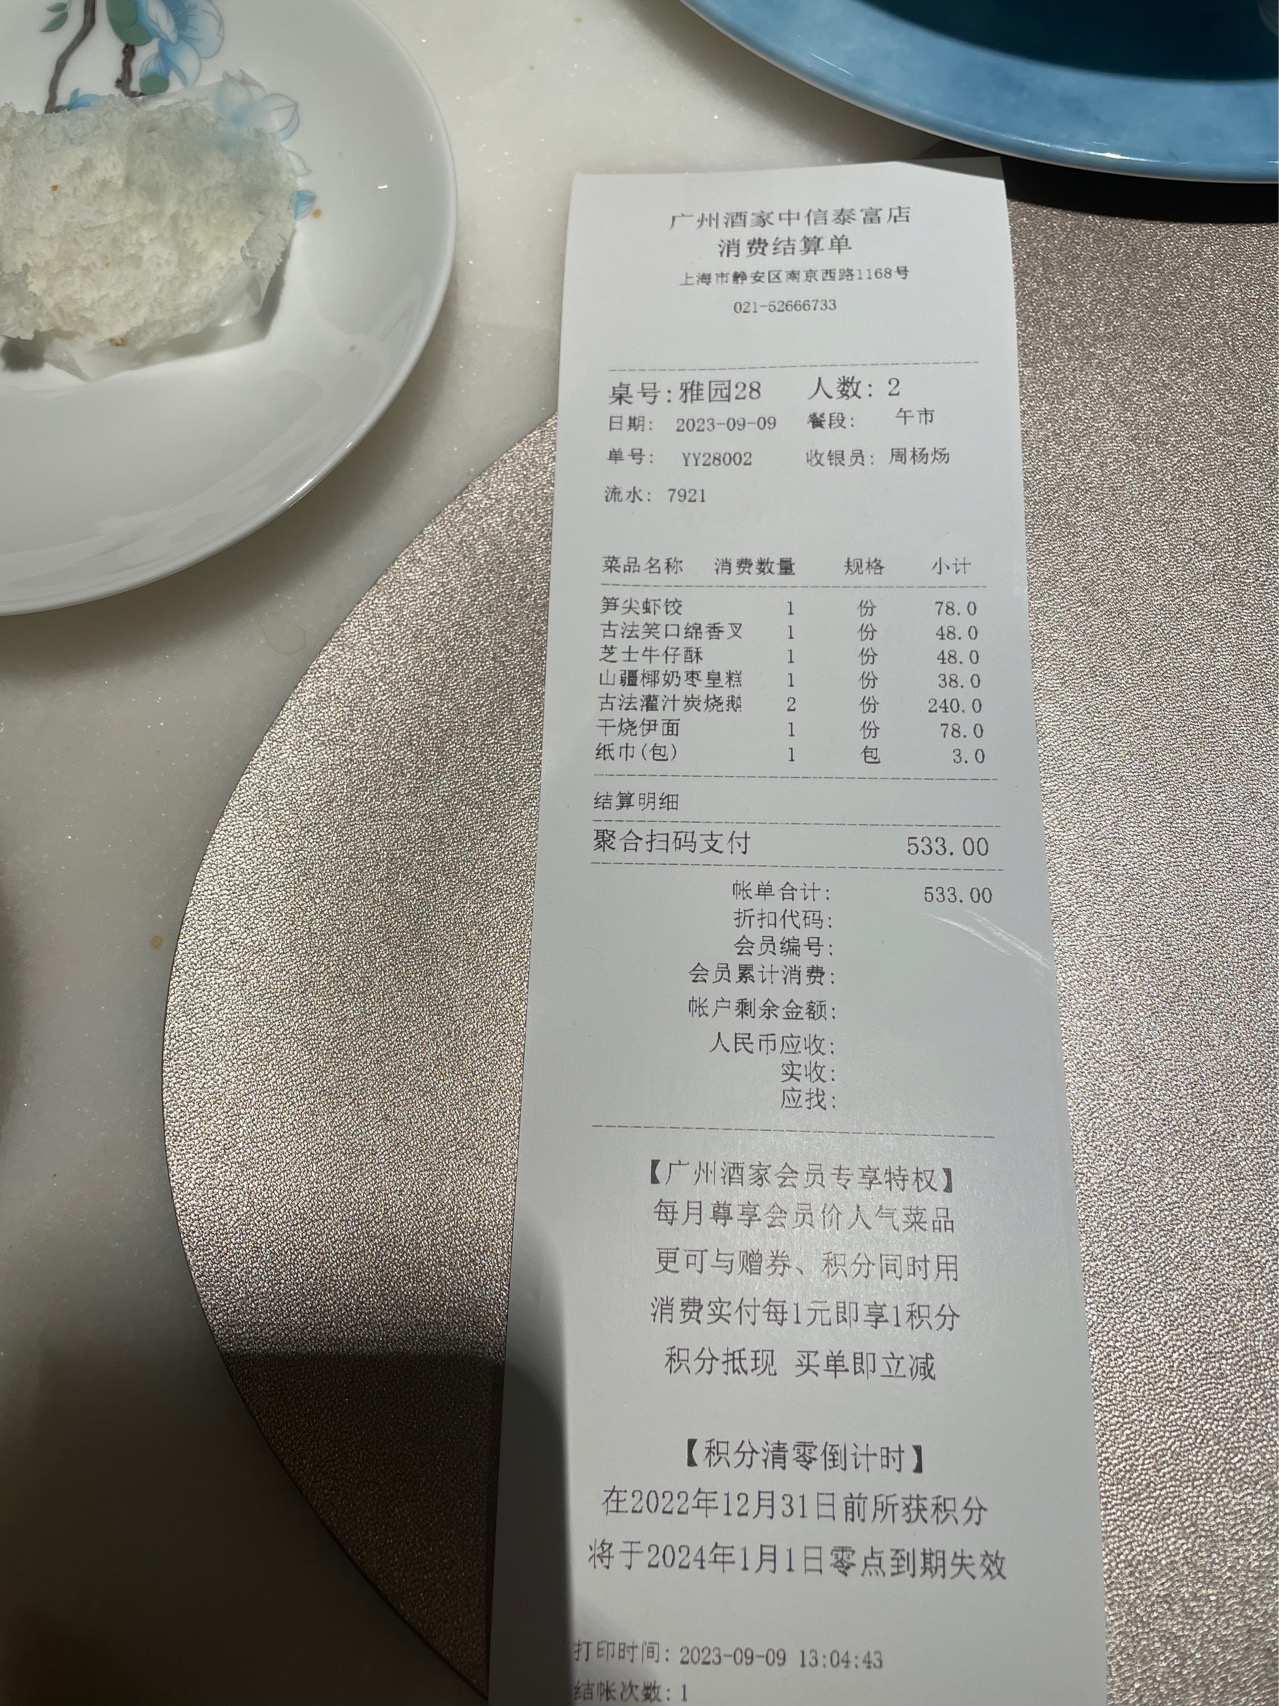 广州酒家中信泰富店
消费结算单
上海市静安区南京西路1168号
021-52666733
桌号:雅园28 人数: 2
日期: 2023-09-09 餐段: 午市
单号: YY28002 收银员: 周杨炀
流水: 7921
菜品名称 消费数量 规格 小计
笋尖虾饺 1 份 78.0
古法笑口绵香叉 1 份 48.0
芝士牛仔酥 1 份 48.0
山疆椰奶枣皇糕 1 份 38.0
古法灌汁炭烧鹅 2 份 240.0
干烧伊面 1 份 78.0
纸巾(包) 1 包 3.0
结算明细
聚合扫码支付 533.00
帐单合计: 533.00
折扣代码:
会员编号:
会员累计消费:
帐户剩余金额:
人民币应收:
实收:
应找:
【广州酒家会员专享特权】
每月尊享会员价人气菜品
更可与赠券、积分同时用
消费实付每1元即享1积分
积分抵现 买单即立减
【积分清零倒计时】
在2022年12月31日前所获积分
将于2024年1月1日零点到期失效
打印时间: 2023-09-09 13:04:43
结帐次数: 1